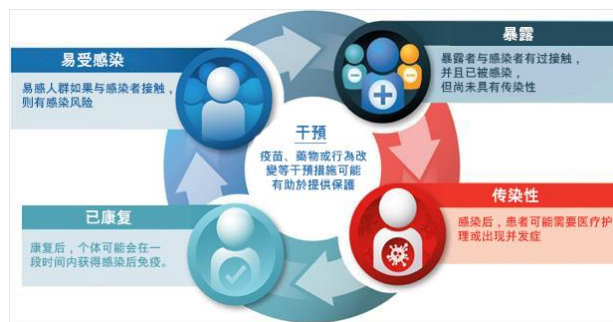 易受感染
易感人群如果与感染者接触，
则有感染风险
暴露
暴露者与感染者有过接触，
并且已被感染，
但尚未具有传染性
干預
疫苗、藥物或行為改
變等干預措施可能
有助於提供保護
已康复
康复后，个体可能会在一
段时间内获得感染后免疫。
传染性
感染后，患者可能需要医疗护
理或出现并发症